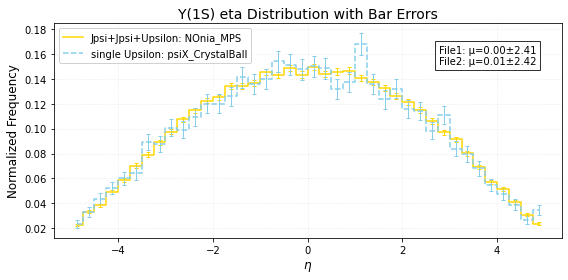 Y(1S) eta Distribution with Bar Errors
Jpsi+Jpsi+Upsilon: NOnia_MPS
single Upsilon: psiX_CrystalBall
File1: μ=0.00±2.41
File2: μ=0.01±2.42
Normalized Frequency
0.18
0.16
0.14
0.12
0.10
0.08
0.06
0.04
0.02
−4 −2 0 2 4
η